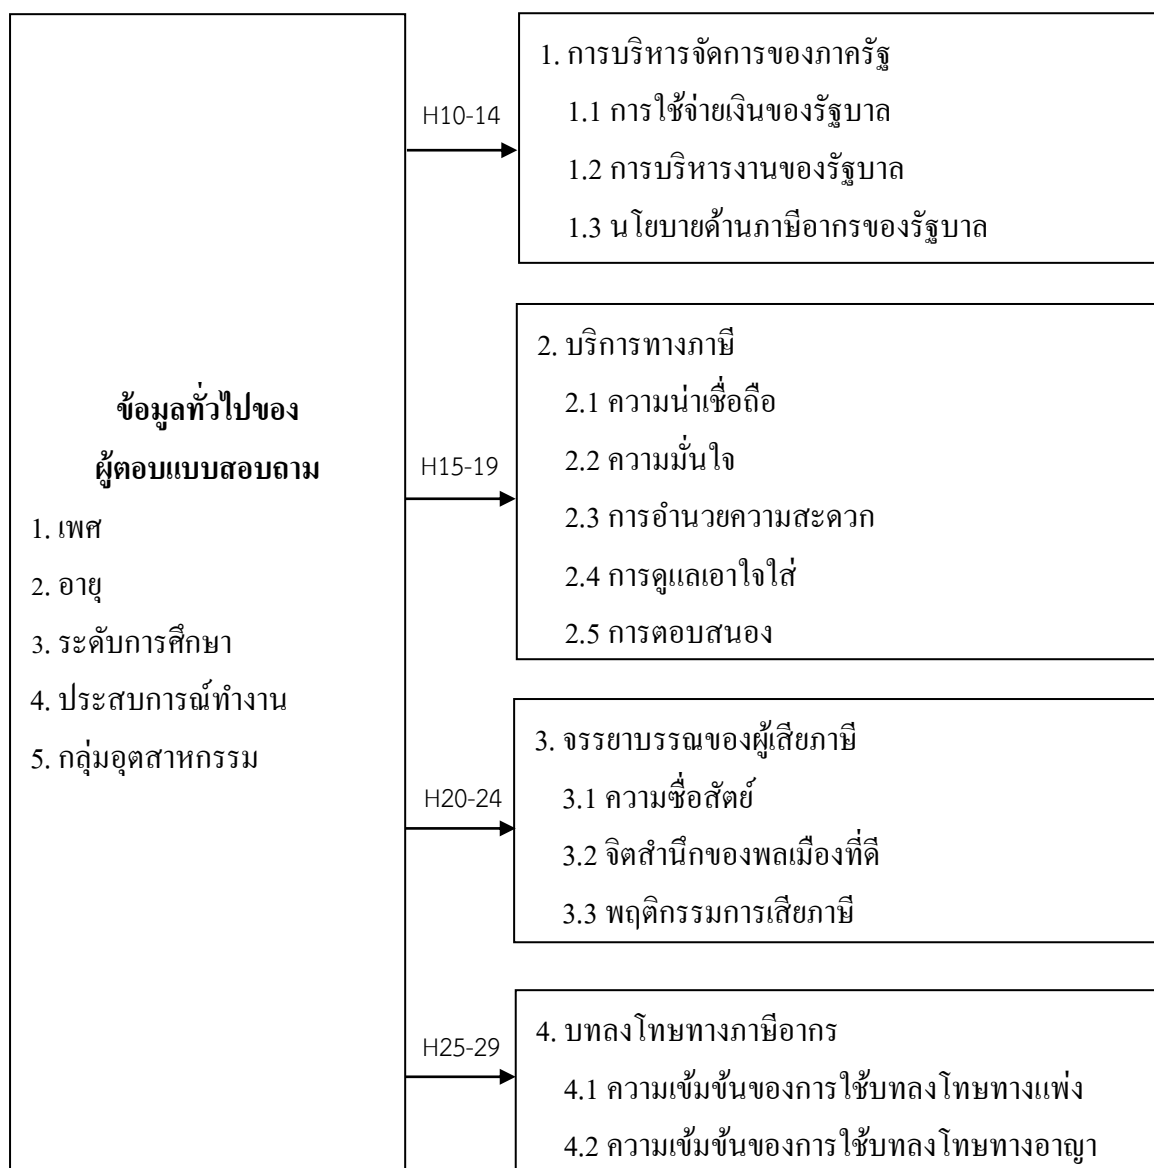 ข้อมูลทั่วไปของ
ผู้ตอบแบบสอบถาม
1. เพศ
2. อายุ
3. ระดับการศึกษา
4. ประสบการณ์ทำงาน
5. กลุ่มอุตสาหกรรม
H10-14
1. การบริหารจัดการของภาครัฐ
1.1 การใช้จ่ายเงินของรัฐบาล
1.2 การบริหารงานของรัฐบาล
1.3 นโยบายด้านภาษีอากรของรัฐบาล
H15-19
2. บริการทางภาษี
2.1 ความน่าเชื่อถือ
2.2 ความมั่นใจ
2.3 การอำนวยความสะดวก
2.4 การดูแลเอาใจใส่
2.5 การตอบสนอง
H20-24
3. จรรยาบรรณของผู้เสียภาษี
3.1 ความซื่อสัตย์
3.2 จิตสำนึกของพลเมืองที่ดี
3.3 พฤติกรรมการเสียภาษี
H25-29
4. บทลงโทษทางภาษีอากร
4.1 ความเข้มข้นของการใช้บทลงโทษทางแพ่ง
4.2 ความเข้มข้นของการใช้บทลงโทษทางอาญา